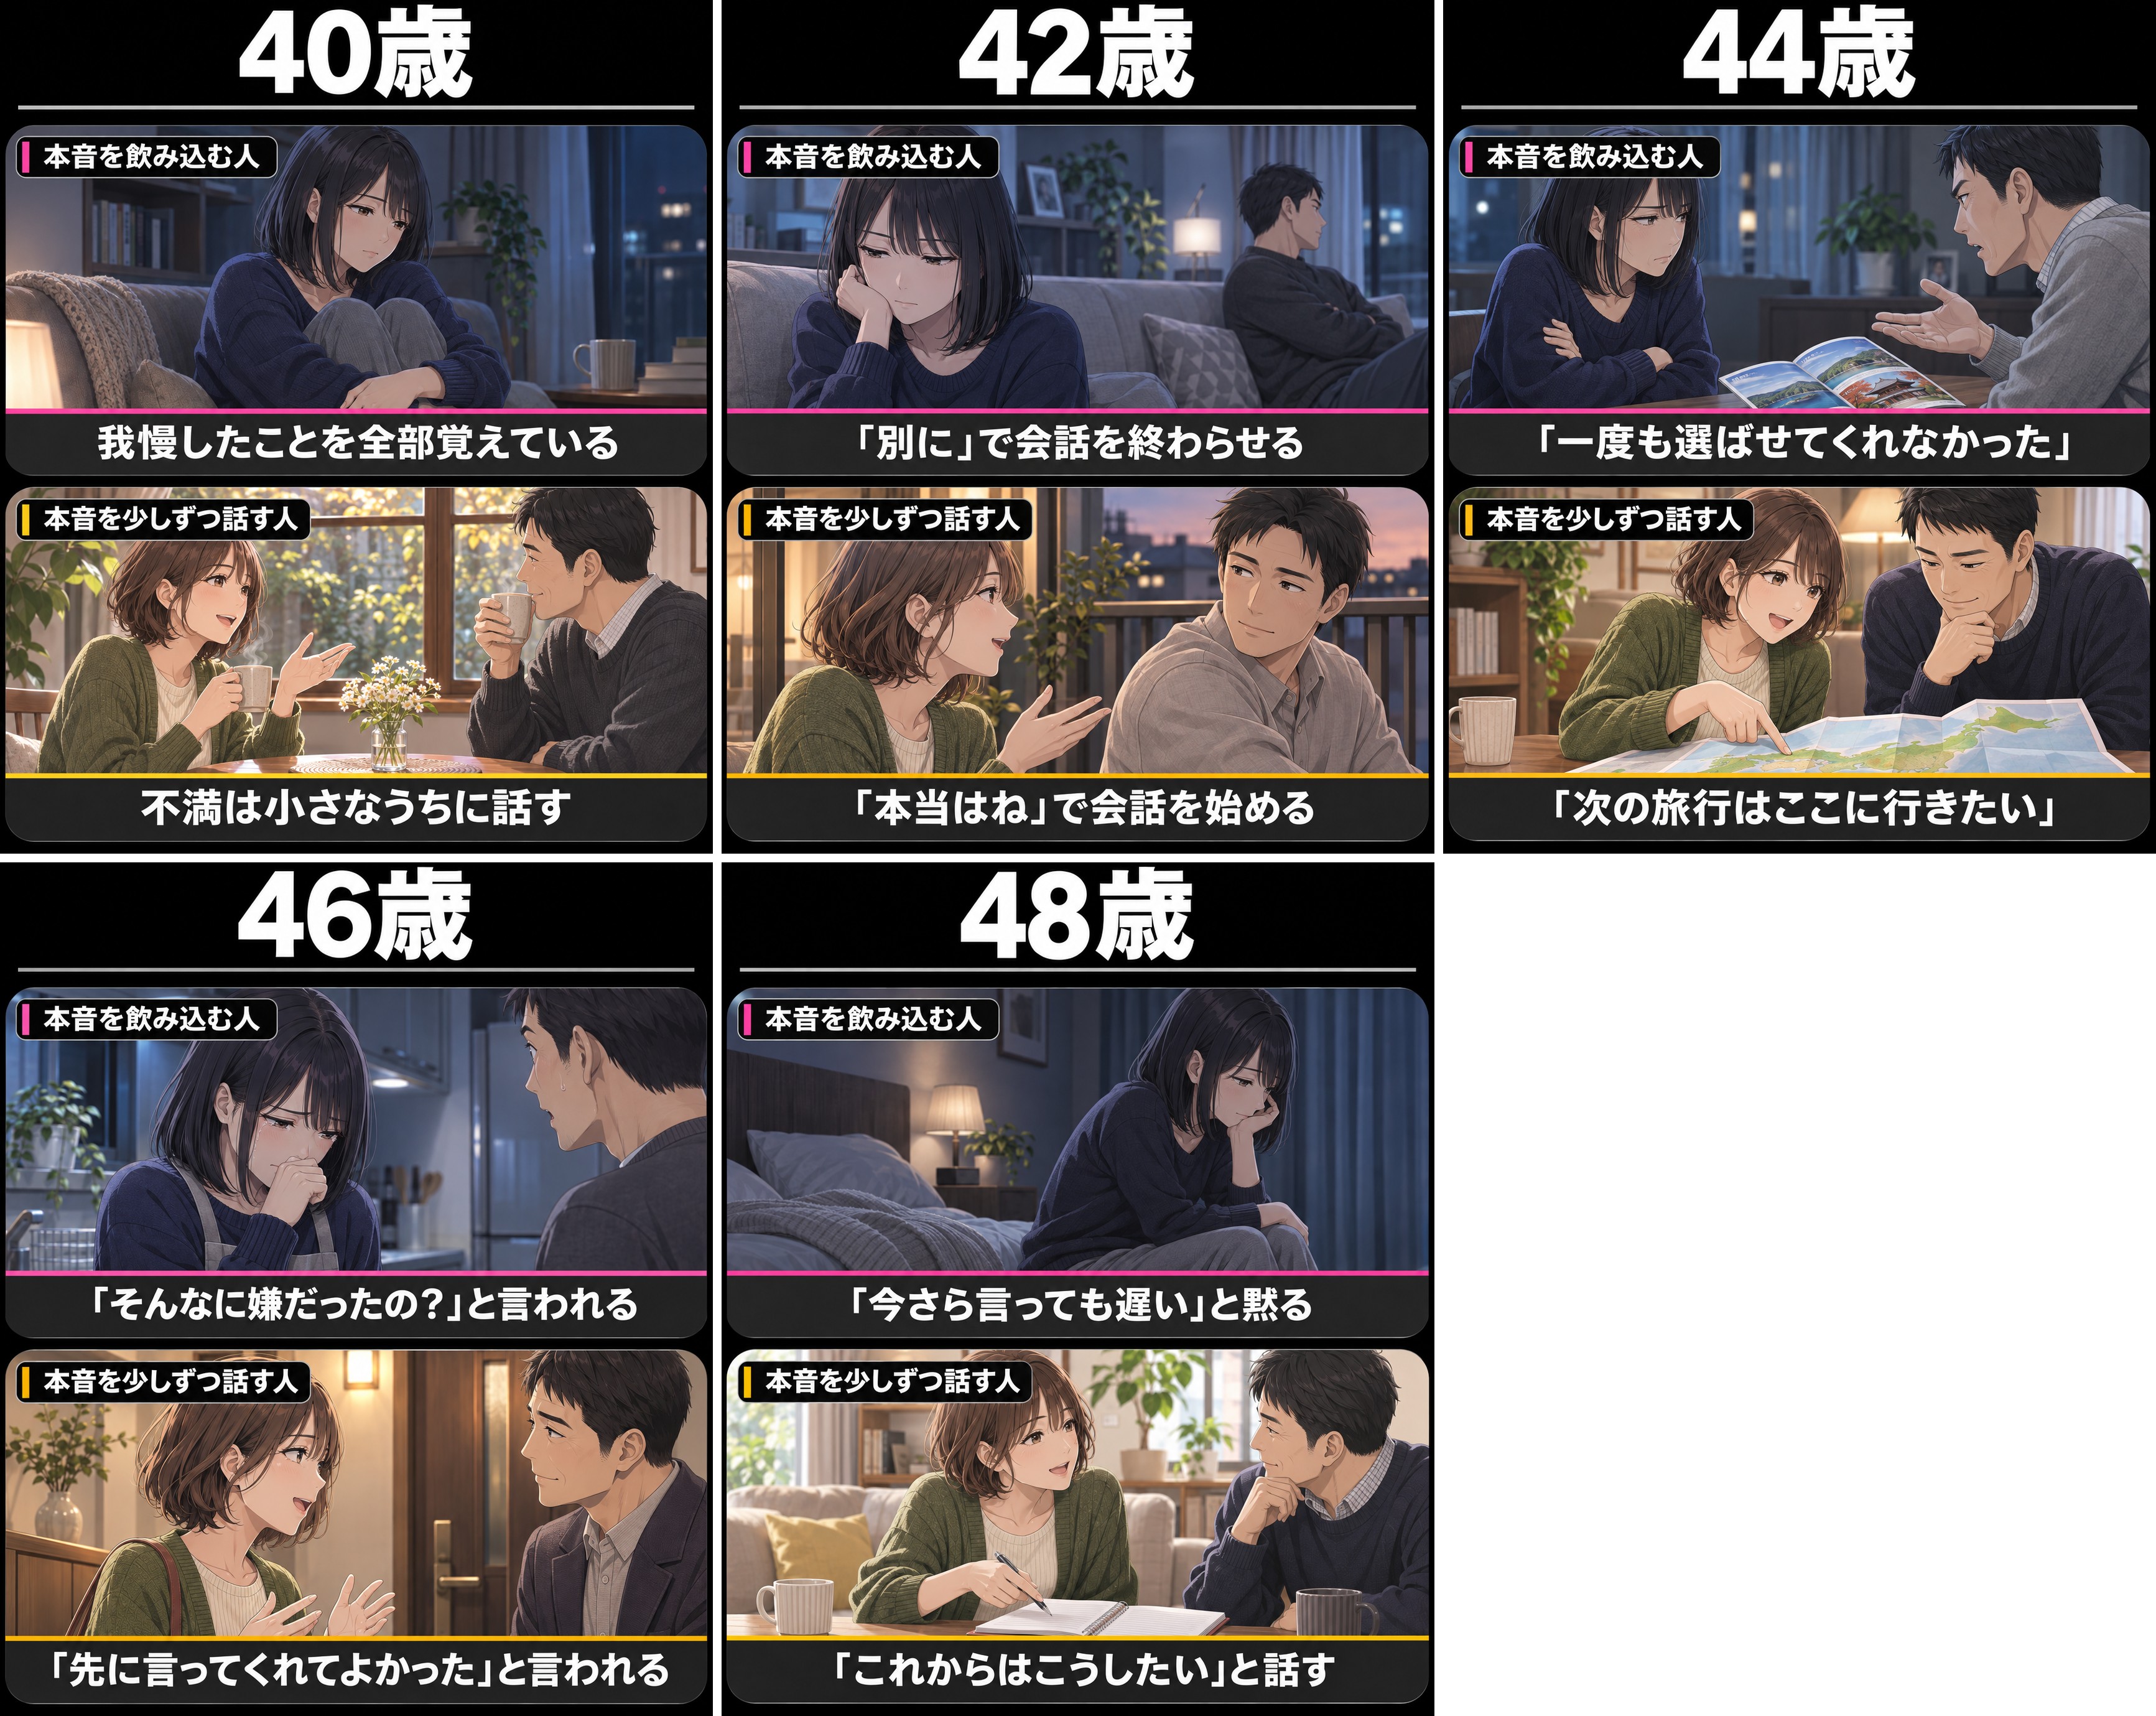 40歳
本音を飲み込む人
我慢したことを全部覚えている
本音を少しずつ話す人
不満は小さなうちに話す
42歳
本音を飲み込む人
「別に」で会話を終わらせる
本音を少しずつ話す人
「本当はね」で会話を始める
44歳
本音を飲み込む人
「一度も選ばせてくれなかった」
本音を少しずつ話す人
「次の旅行はここに行きたい」
46歳
本音を飲み込む人
「そんなに嫌だったの？」と言われる
本音を少しずつ話す人
「先に言ってくれてよかった」と言われる
48歳
本音を飲み込む人
「今さら言っても遅い」と黙る
本音を少しずつ話す人
「これからはこうしたい」と話す